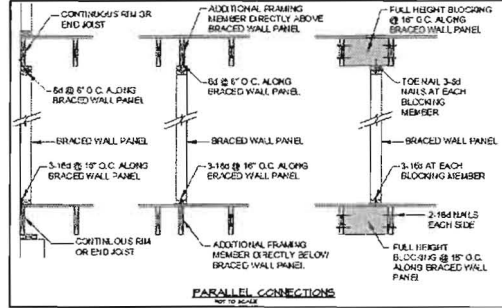 CONTINUOUS RIM OR
END JOIST
8d @ 6" O.C. ALONG
BRACED WALL PANEL
BRACED WALL PANEL
3-16d @ 16" O.C. ALONG
BRACED WALL PANEL
CONTINUOUS RIM
OR END JOIST
ADDITIONAL FRAMING
MEMBER DIRECTLY ABOVE
BRACED WALL PANEL
8d @ 6" O.C. ALONG
BRACED WALL PANEL
BRACED WALL PANEL
3-16d @ 16" O.C. ALONG
BRACED WALL PANEL
ADDITIONAL FRAMING
MEMBER DIRECTLY BELOW
BRACED WALL PANEL
FULL HEIGHT BLOCKING
@ 16" O.C. ALONG
BRACED WALL PANEL
TOE NAIL 3-8d
NAILS AT EACH
BLOCKING
MEMBER
BRACED WALL PANEL
3-16d AT EACH
BLOCKING MEMBER
2-16d NAILS
EACH SIDE
FULL HEIGHT
BLOCKING @ 16" O.C.
ALONG BRACED WALL
PANEL
PARALLEL CONNECTIONS
NOT TO SCALE